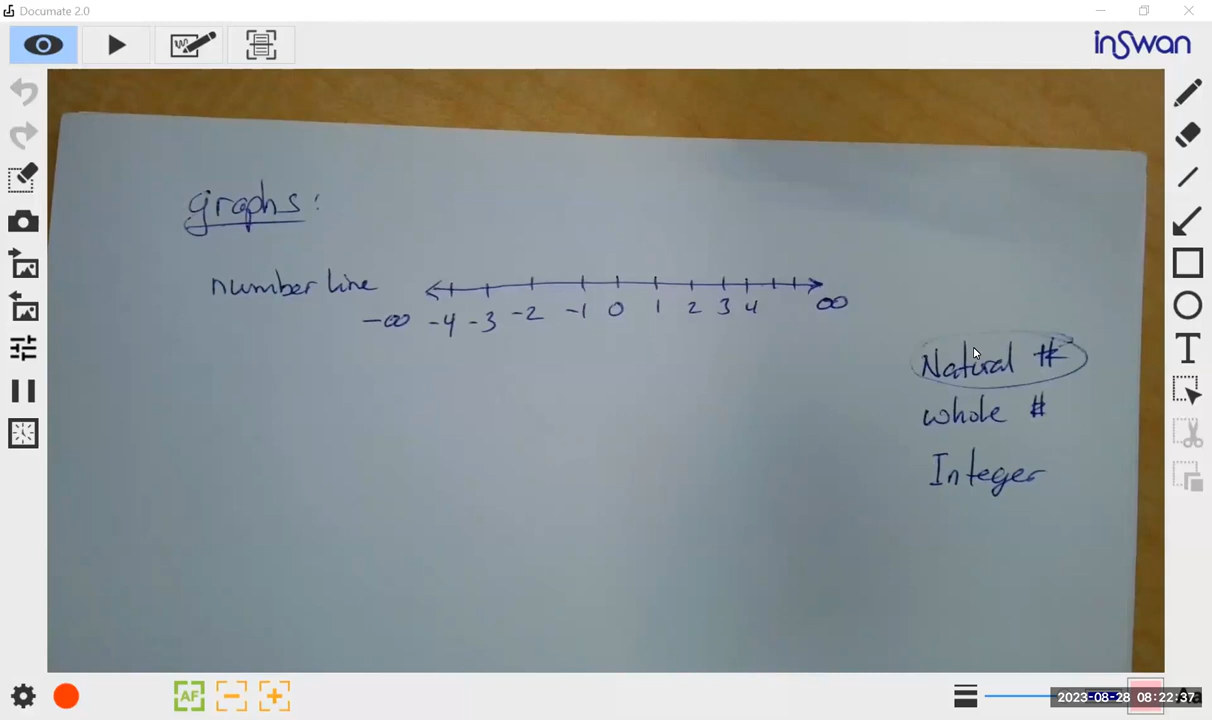 Documate 2.0
inswan
graphs:
number line
-∞ -4 -3 -2 -1 0 1 2 3 4 ∞
Natural #
whole #
Integer
T
AF
2023-08-28 08:22:37